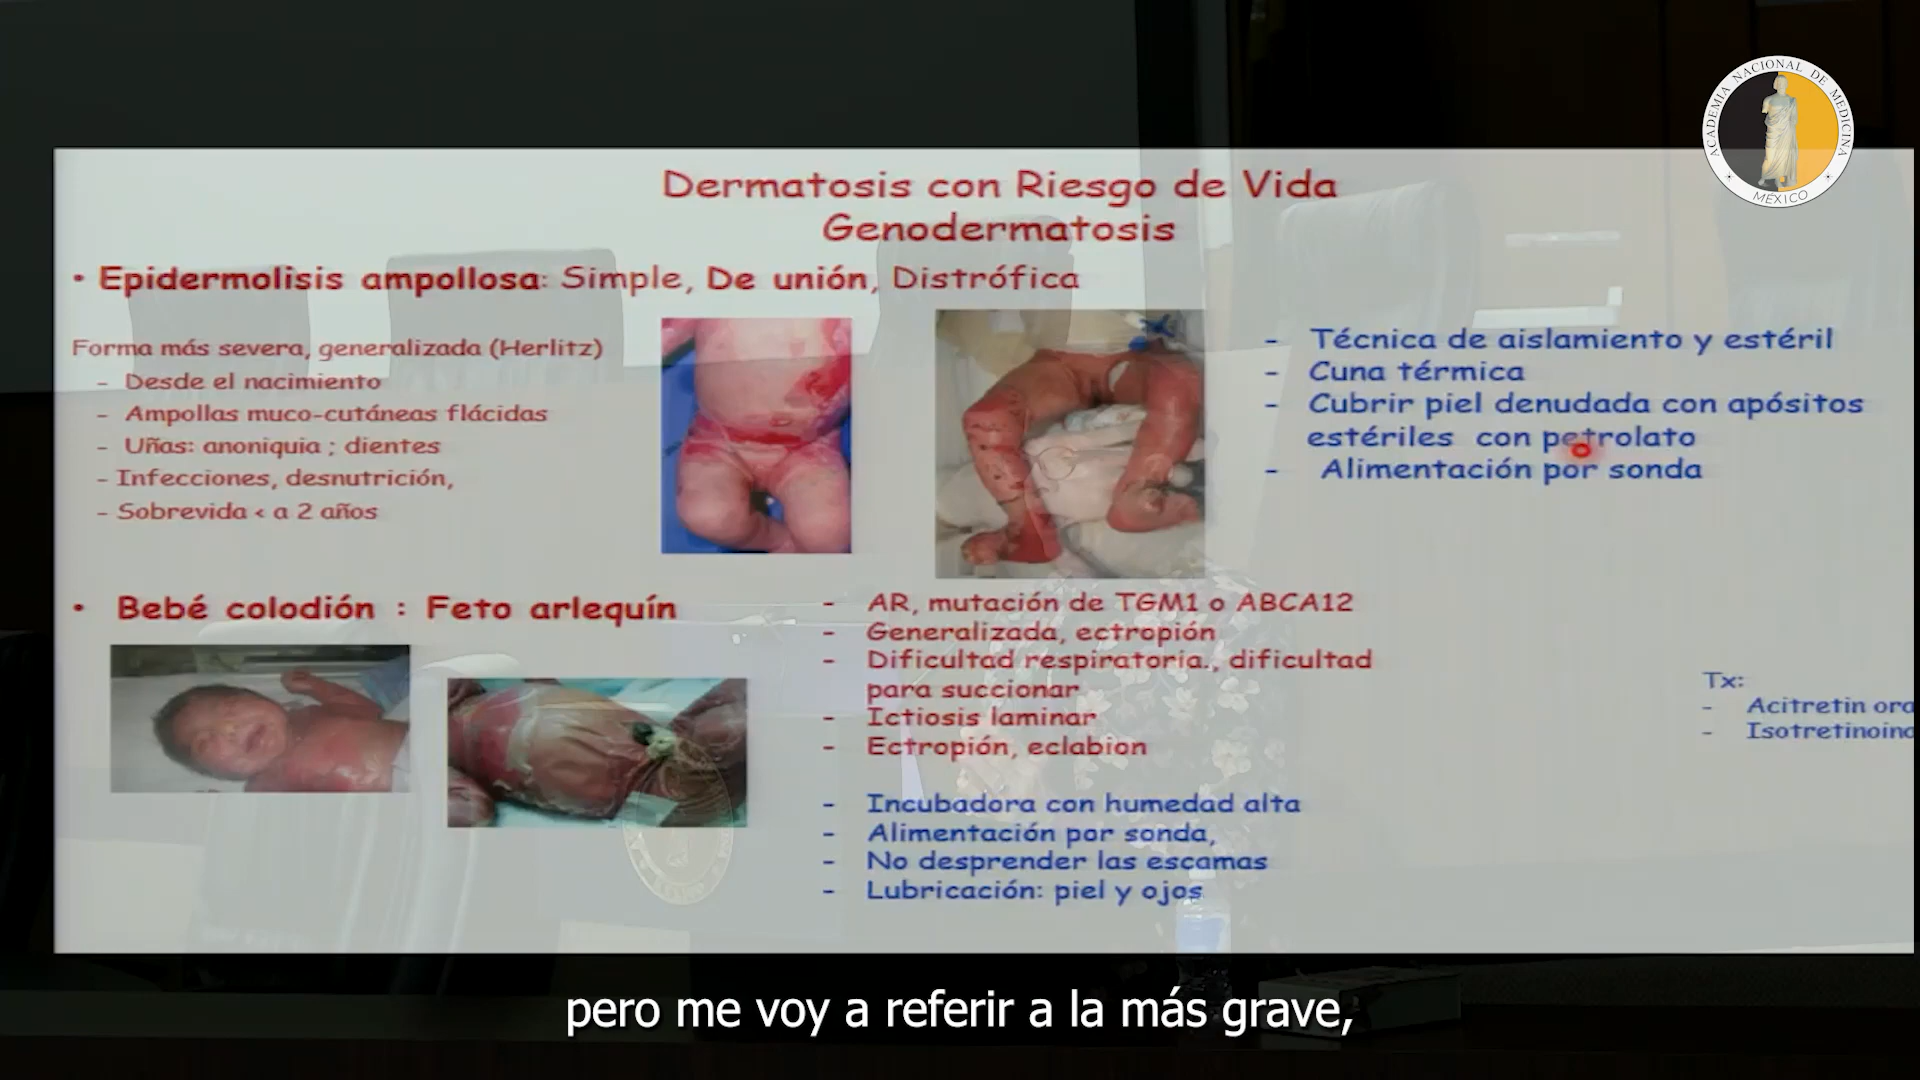 ACADEMIA NACIONAL DE MEDICINA
MÉXICO
Dermatosis con Riesgo de Vida
Genodermatosis
• Epidermolisis ampollosa: Simple, De unión, Distrófica
Forma más severa, generalizada (Herlitz)
- Desde el nacimiento
- Ampollas muco-cutáneas flácidas
- Uñas: anoniquia ; dientes
- Infecciones, desnutrición,
- Sobrevida < a 2 años
- Técnica de aislamiento y estéril
- Cuna térmica
- Cubrir piel denudada con apósitos
estériles con petrolato
- Alimentación por sonda
• Bebé colodión : Feto arlequín
- AR, mutación de TGM1 o ABCA12
- Generalizada, ectropión
- Dificultad respiratoria., dificultad
para succionar
- Ictiosis laminar
- Ectropión, eclabion
- Incubadora con humedad alta
- Alimentación por sonda,
- No desprender las escamas
- Lubricación: piel y ojos
Tx:
- Acitretin ora
- Isotretinoino
pero me voy a referir a la más grave,